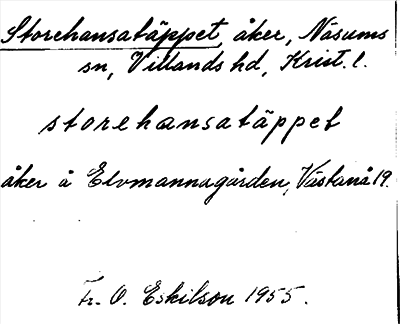 Storehansatäppet, åker, Näsums
sn, Villands hd, Krist. l.
storehansatäppet
åker å Elvmannagården, Västanå 19.
Fr. O. Eskilson 1955.